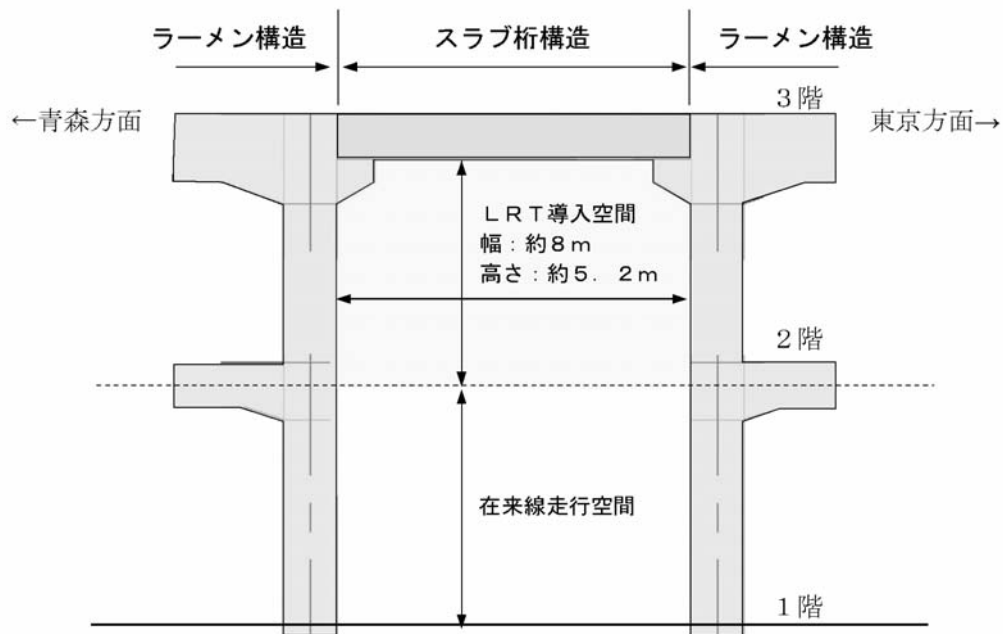 ラーメン構造
スラブ桁構造
ラーメン構造
3階
←青森方面
東京方面→
LRT導入空間
幅：約8m
高さ：約5．2m
2階
在来線走行空間
1階